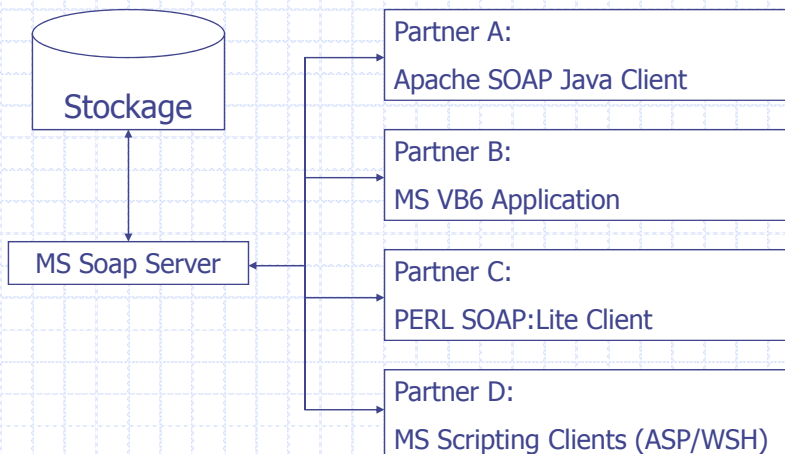 Stockage
MS Soap Server
Partner A:
Apache SOAP Java Client
Partner B:
MS VB6 Application
Partner C:
PERL SOAP:Lite Client
Partner D:
MS Scripting Clients (ASP/WSH)